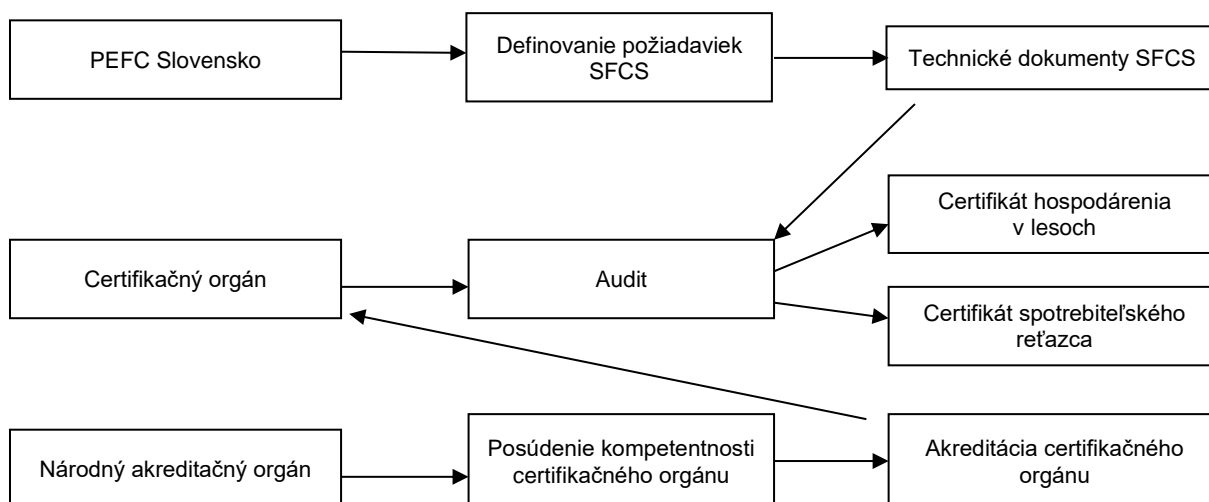 PEFC Slovensko
Definovanie požiadaviek
SFCS
Technické dokumenty SFCS
Certifikát hospodárenia
v lesoch
Certifikačný orgán
Audit
Certifikát spotrebiteľského
reťazca
Národný akreditačný orgán
Posúdenie kompetentnosti
certifikačného orgánu
Akreditácia certifikačného
orgánu